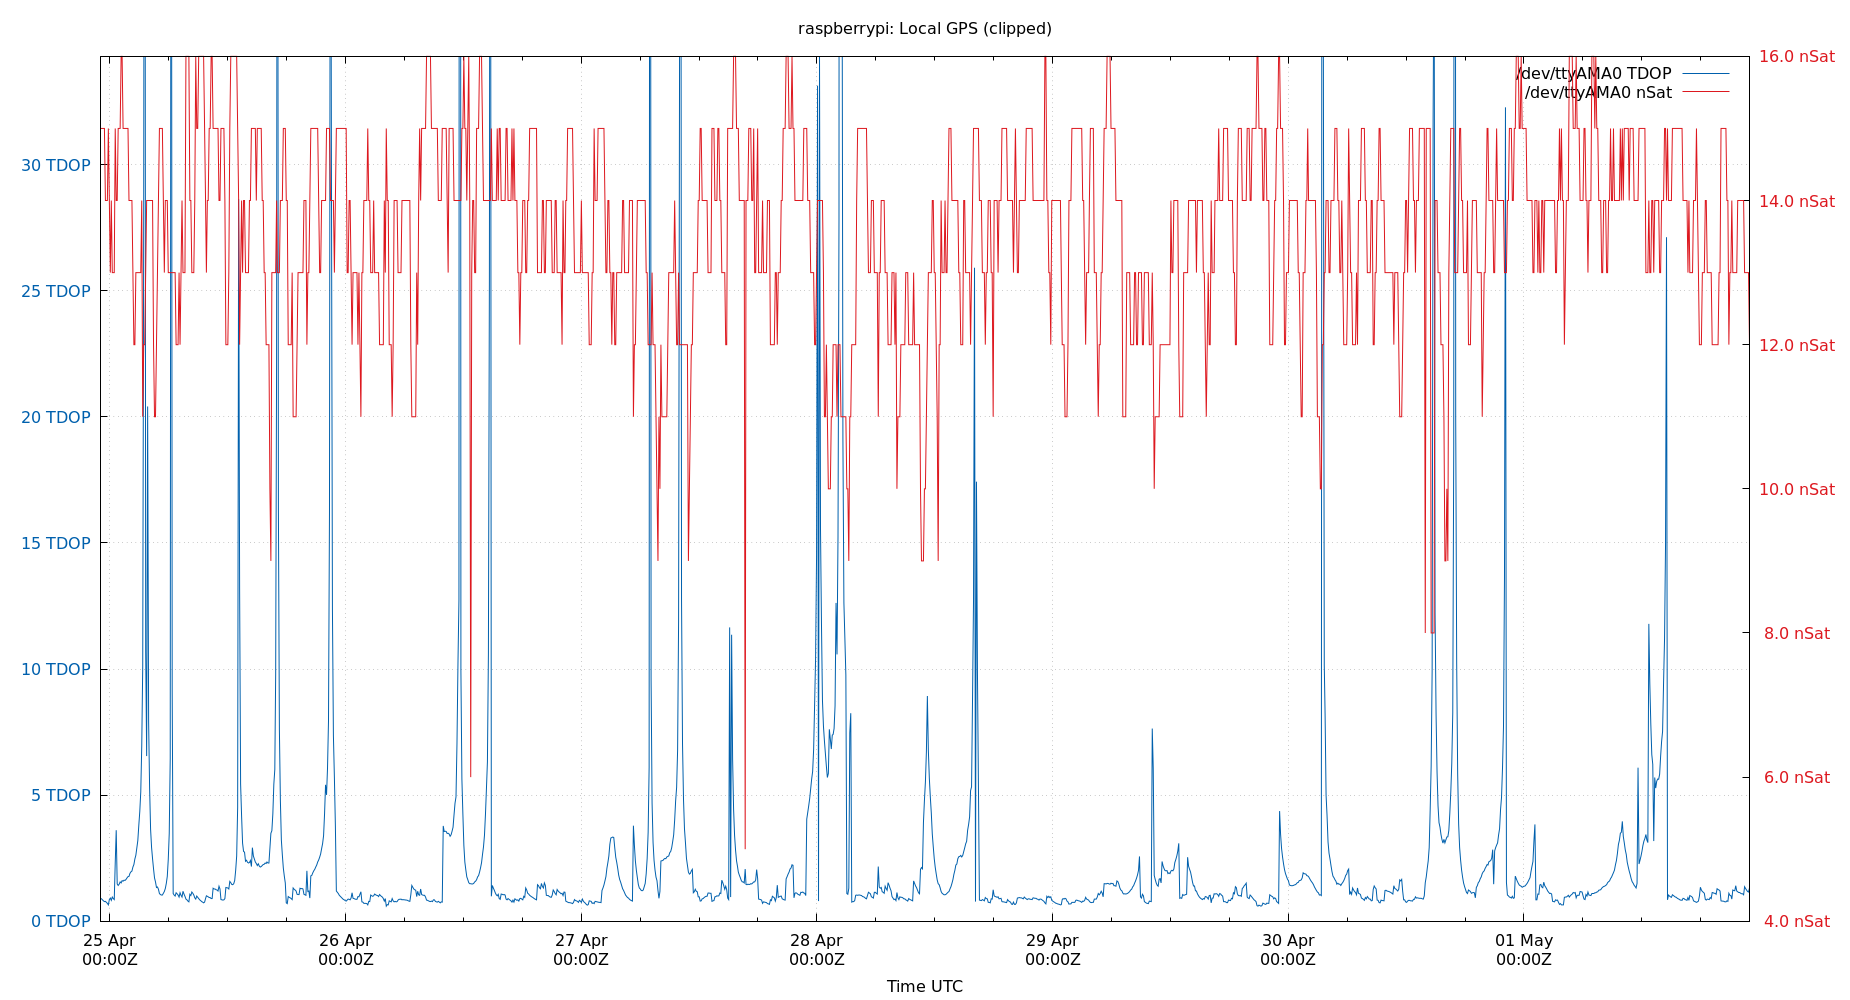 raspberrypi: Local GPS (clipped)
/dev/ttyAMA0 TDOP
/dev/ttyAMA0 nSat
30 TDOP
25 TDOP
20 TDOP
15 TDOP
10 TDOP
5 TDOP
0 TDOP
16.0 nSat
14.0 nSat
12.0 nSat
10.0 nSat
8.0 nSat
6.0 nSat
4.0 nSat
25 Apr
00:00Z
26 Apr
00:00Z
27 Apr
00:00Z
28 Apr
00:00Z
29 Apr
00:00Z
30 Apr
00:00Z
01 May
00:00Z
Time UTC